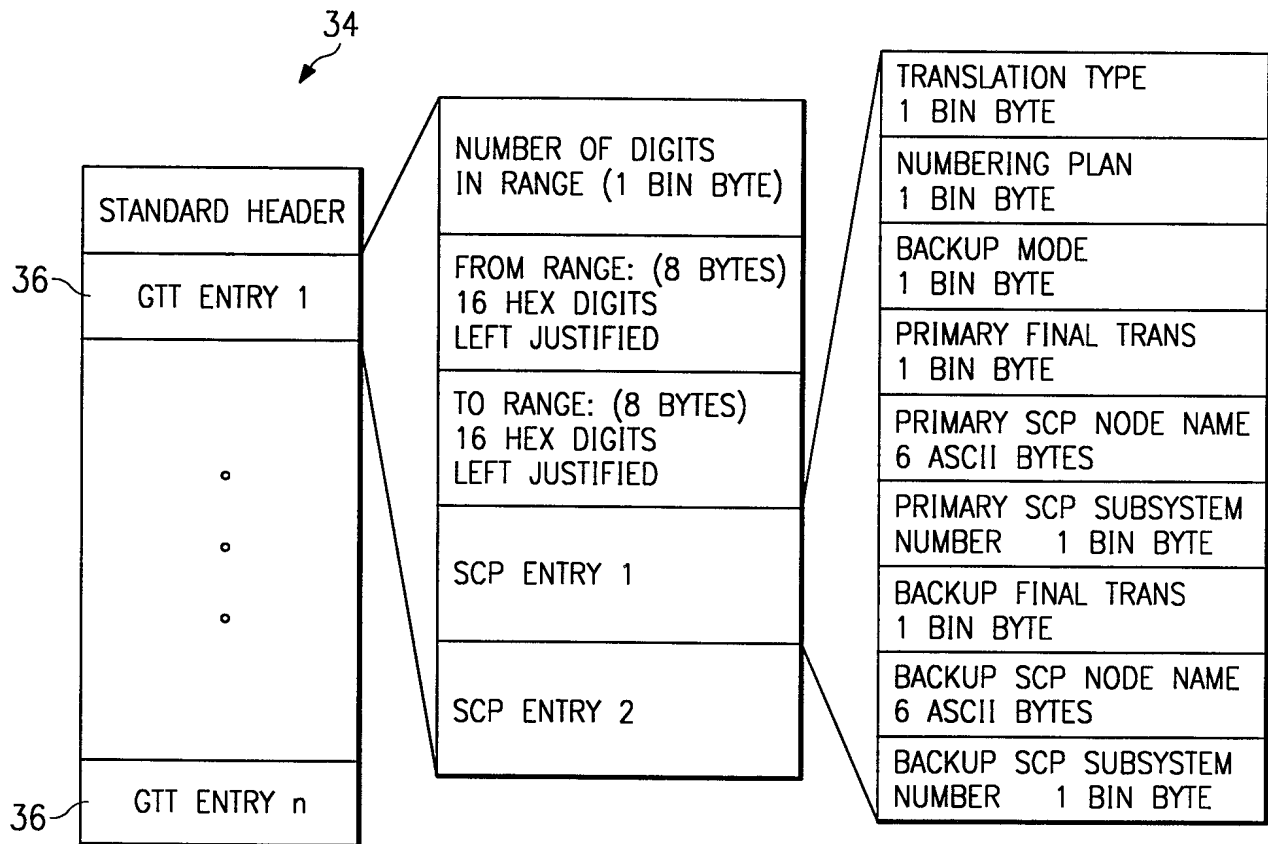 34
STANDARD HEADER
36
GTT ENTRY 1
36
GTT ENTRY n
NUMBER OF DIGITS
IN RANGE (1 BIN BYTE)
FROM RANGE: (8 BYTES)
16 HEX DIGITS
LEFT JUSTIFIED
TO RANGE: (8 BYTES)
16 HEX DIGITS
LEFT JUSTIFIED
SCP ENTRY 1
SCP ENTRY 2
TRANSLATION TYPE
1 BIN BYTE
NUMBERING PLAN
1 BIN BYTE
BACKUP MODE
1 BIN BYTE
PRIMARY FINAL TRANS
1 BIN BYTE
PRIMARY SCP NODE NAME
6 ASCII BYTES
PRIMARY SCP SUBSYSTEM
NUMBER 1 BIN BYTE
BACKUP FINAL TRANS
1 BIN BYTE
BACKUP SCP NODE NAME
6 ASCII BYTES
BACKUP SCP SUBSYSTEM
NUMBER 1 BIN BYTE